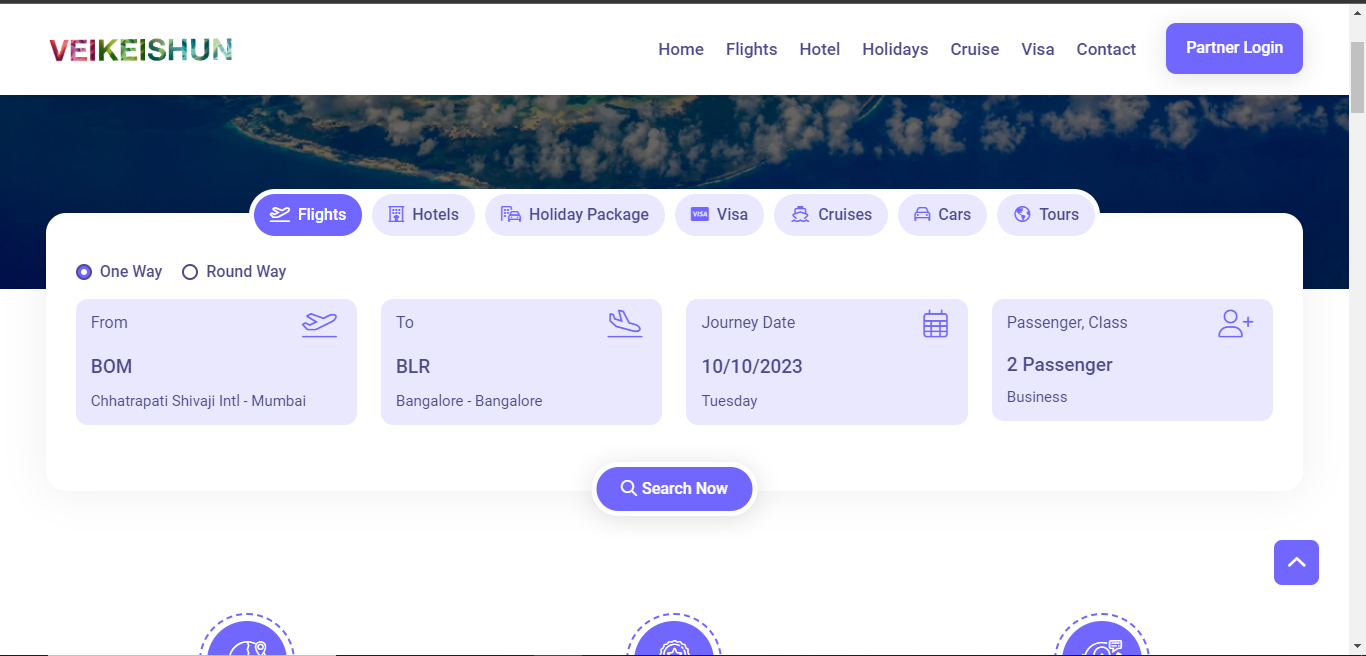 VEIKEISHUN
Home Flights Hotel Holidays Cruise Visa Contact Partner Login
Flights Hotels Holiday Package VISA Visa Cruises Cars Tours
One Way Round Way
From To Journey Date Passenger, Class
BOM BLR 10/10/2023 2 Passenger
Chhatrapati Shivaji Intl - Mumbai Bangalore - Bangalore Tuesday Business
Search Now